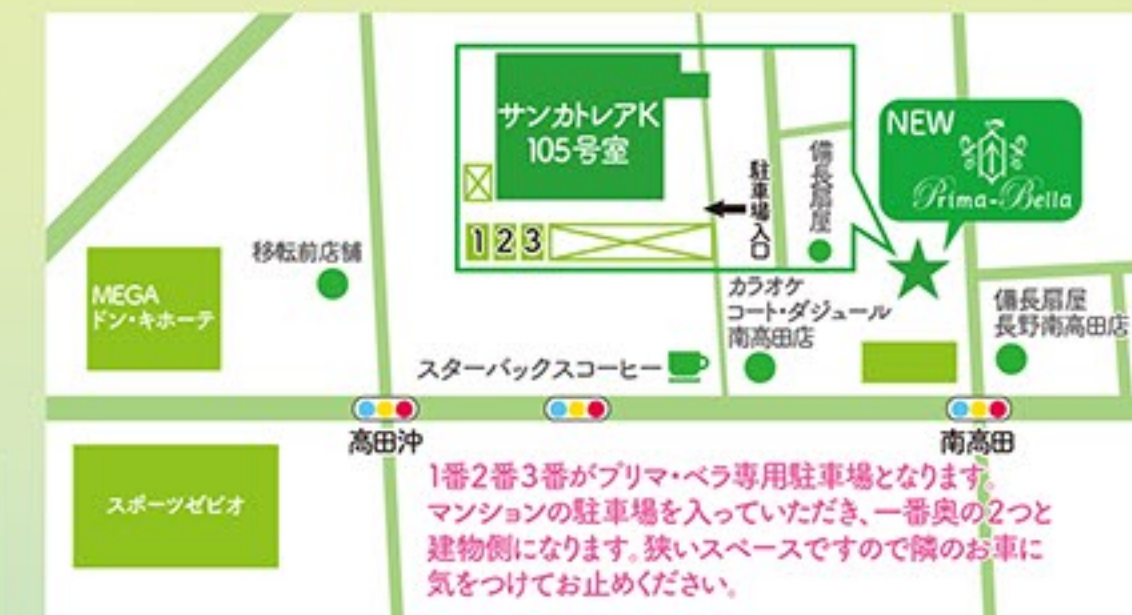 サンカトレアK
105号室
駐車場入口
備長扇屋
NEW
Prima-Bella
1 2 3
移転前店舗
MEGA
ドン・キホーテ
カラオケ
コート・ダジュール
南高田店
備長扇屋
長野南高田店
スターバックスコーヒー
高田沖
南高田
スポーツゼビオ
1番2番3番がプリマ・ベラ専用駐車場となります。
マンションの駐車場を入っていただき、一番奥の2つと
建物側になります。狭いスペースですので隣のお車に
気をつけてお止めください。